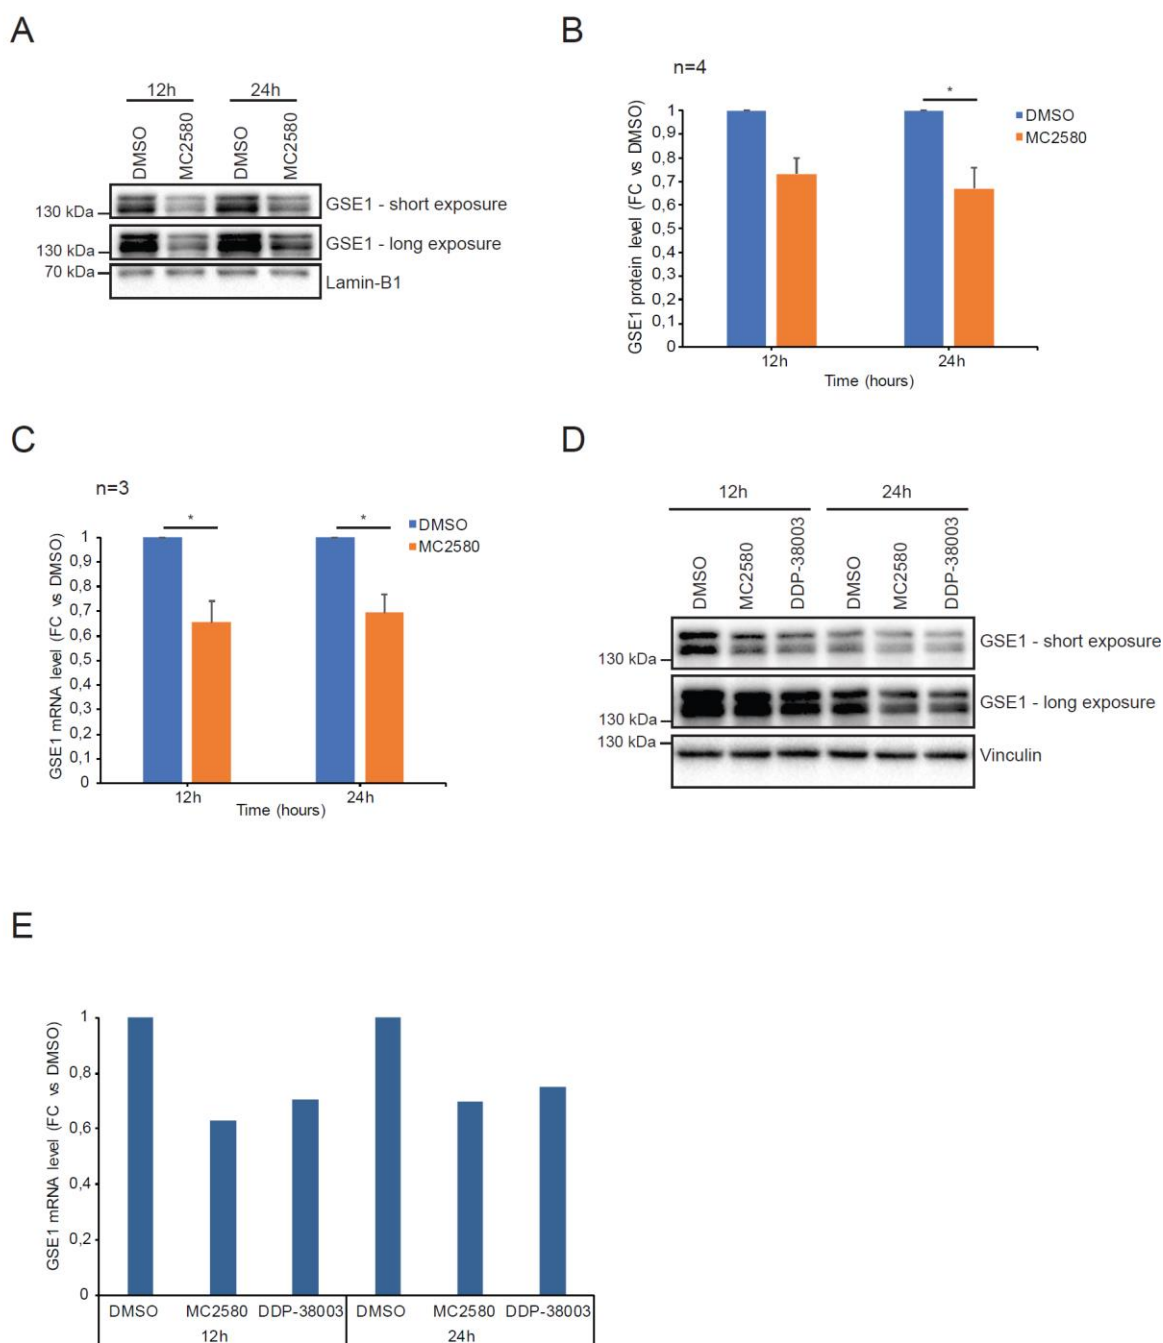 A
12h 24h
DMSO
MC2580
DMSO
MC2580
130 kDa
GSE1 - short exposure
130 kDa
GSE1 - long exposure
70 kDa
Lamin-B1
B
n=4
*
DMSO
MC2580
GSE1 protein level (FC vs DMSO)
1
0,9
0,8
0,7
0,6
0,5
0,4
0,3
0,2
0,1
0
12h 24h
Time (hours)
C
n=3
* *
DMSO
MC2580
GSE1 mRNA level (FC vs DMSO)
1
0,9
0,8
0,7
0,6
0,5
0,4
0,3
0,2
0,1
0
12h 24h
Time (hours)
D
12h 24h
DMSO
MC2580
DDP-38003
DMSO
MC2580
DDP-38003
130 kDa
GSE1 - short exposure
130 kDa
GSE1 - long exposure
130 kDa
Vinculin
E
GSE1 mRNA level (FC vs DMSO)
1
0,8
0,6
0,4
0,2
0
DMSO MC2580 DDP-38003 DMSO MC2580 DDP-38003
12h 24h